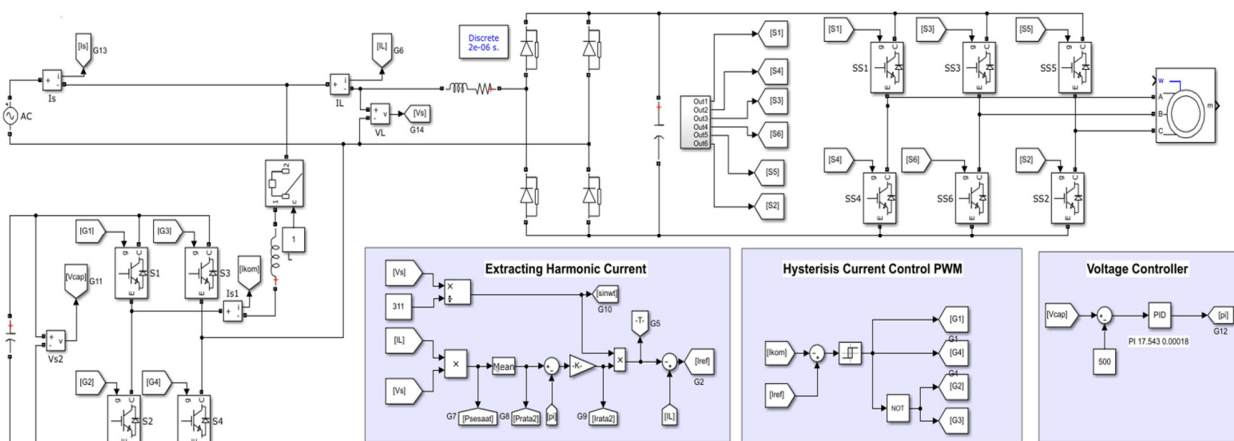 [Is]
G13
+ i
-
Is
AC
[IL]
G6
+ i
-
IL
+
- v
VL
[Vs]
G14
Discrete
2e-06 s.
Out1
Out2
Out3
Out4
Out5
Out6
[S1]
[S4]
[S3]
[S6]
[S5]
[S2]
[S1]
[S3]
[S5]
g C
E
SS1
g C
E
SS3
g C
E
SS5
w
A
B
C
m
[S4]
[S6]
[S2]
g C
E
SS4
g C
E
SS6
g C
E
SS2
2
1
c
1
L
[G1]
[G3]
g C
E
S1
g C
E
S3
[Vcap]
G11
+
- v
Vs2
[Ikom]
+ i
-
Is1
[G2]
[G4]
g C
E
S2
g C
E
S4
Extracting Harmonic Current
[Vs]
311
×
÷
[sinwt]
G10
-T-
G5
[IL]
[Vs]
×
Mean
-K-
×
[Iref]
G2
G7
[Psesaat]
G8
[Prata2]
[pi]
G9
[Irata2]
[IL]
Hysterisis Current Control PWM
[Ikom]
[Iref]
[G1]
G1
[G4]
G4
NOT
[G2]
[G3]
Voltage Controller
[Vcap]
500
PID
PI 17.543 0.00018
[pi]
G12